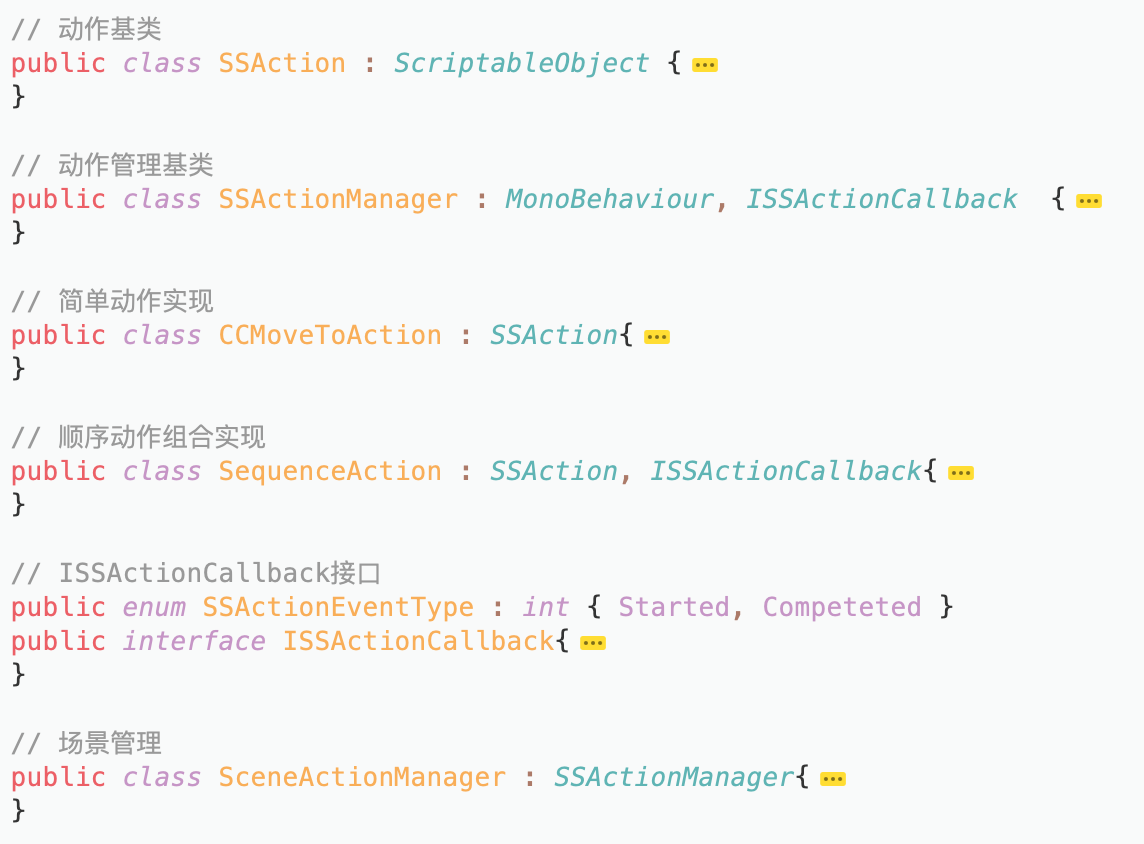 // 动作基类
public class SSAction : ScriptableObject { ···
}
// 动作管理基类
public class SSActionManager : MonoBehaviour, ISSActionCallback  { ···
}
// 简单动作实现
public class CCMoveToAction : SSAction{ ···
}
// 顺序动作组合实现
public class SequenceAction : SSAction, ISSActionCallback{ ···
}
// ISSActionCallback接口
public enum SSActionEventType : int { Started, Competeted }
public interface ISSActionCallback{ ···
}
// 场景管理
public class SceneActionManager : SSActionManager{ ···
}